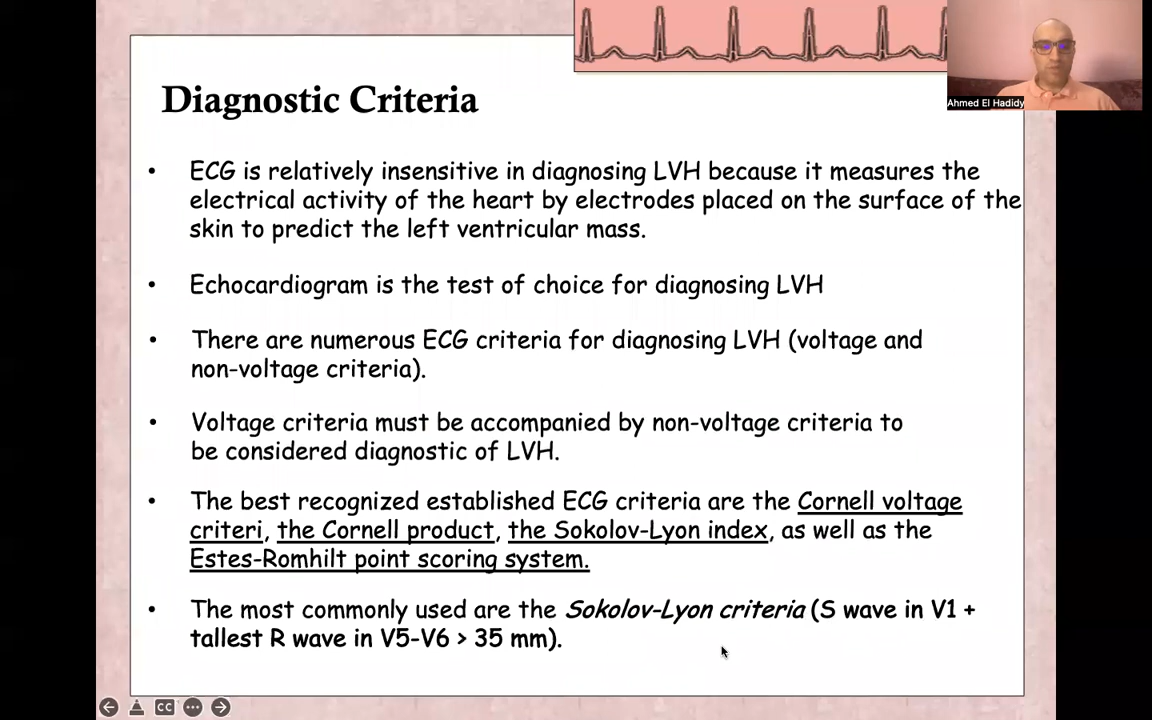 Ahmed El Hadidy
Diagnostic Criteria
• ECG is relatively insensitive in diagnosing LVH because it measures the
electrical activity of the heart by electrodes placed on the surface of the
skin to predict the left ventricular mass.
• Echocardiogram is the test of choice for diagnosing LVH
• There are numerous ECG criteria for diagnosing LVH (voltage and
non-voltage criteria).
• Voltage criteria must be accompanied by non-voltage criteria to
be considered diagnostic of LVH.
• The best recognized established ECG criteria are the Cornell voltage
criteri, the Cornell product, the Sokolov-Lyon index, as well as the
Estes-Romhilt point scoring system.
• The most commonly used are the Sokolov-Lyon criteria (S wave in V1 +
tallest R wave in V5-V6 > 35 mm).
CC